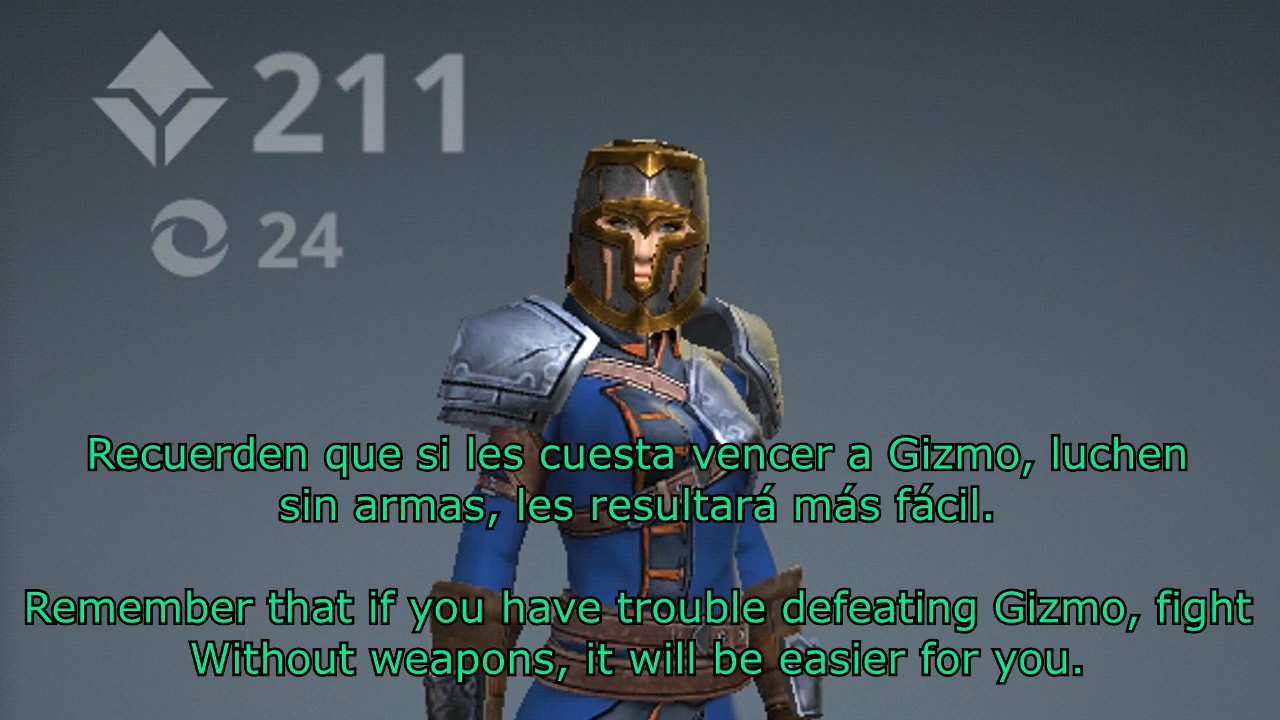 211
24
Recuerden que si les cuesta vencer a Gizmo, luchen
sin armas, les resultará más fácil.
Remember that if you have trouble defeating Gizmo, fight
Without weapons, it will be easier for you.